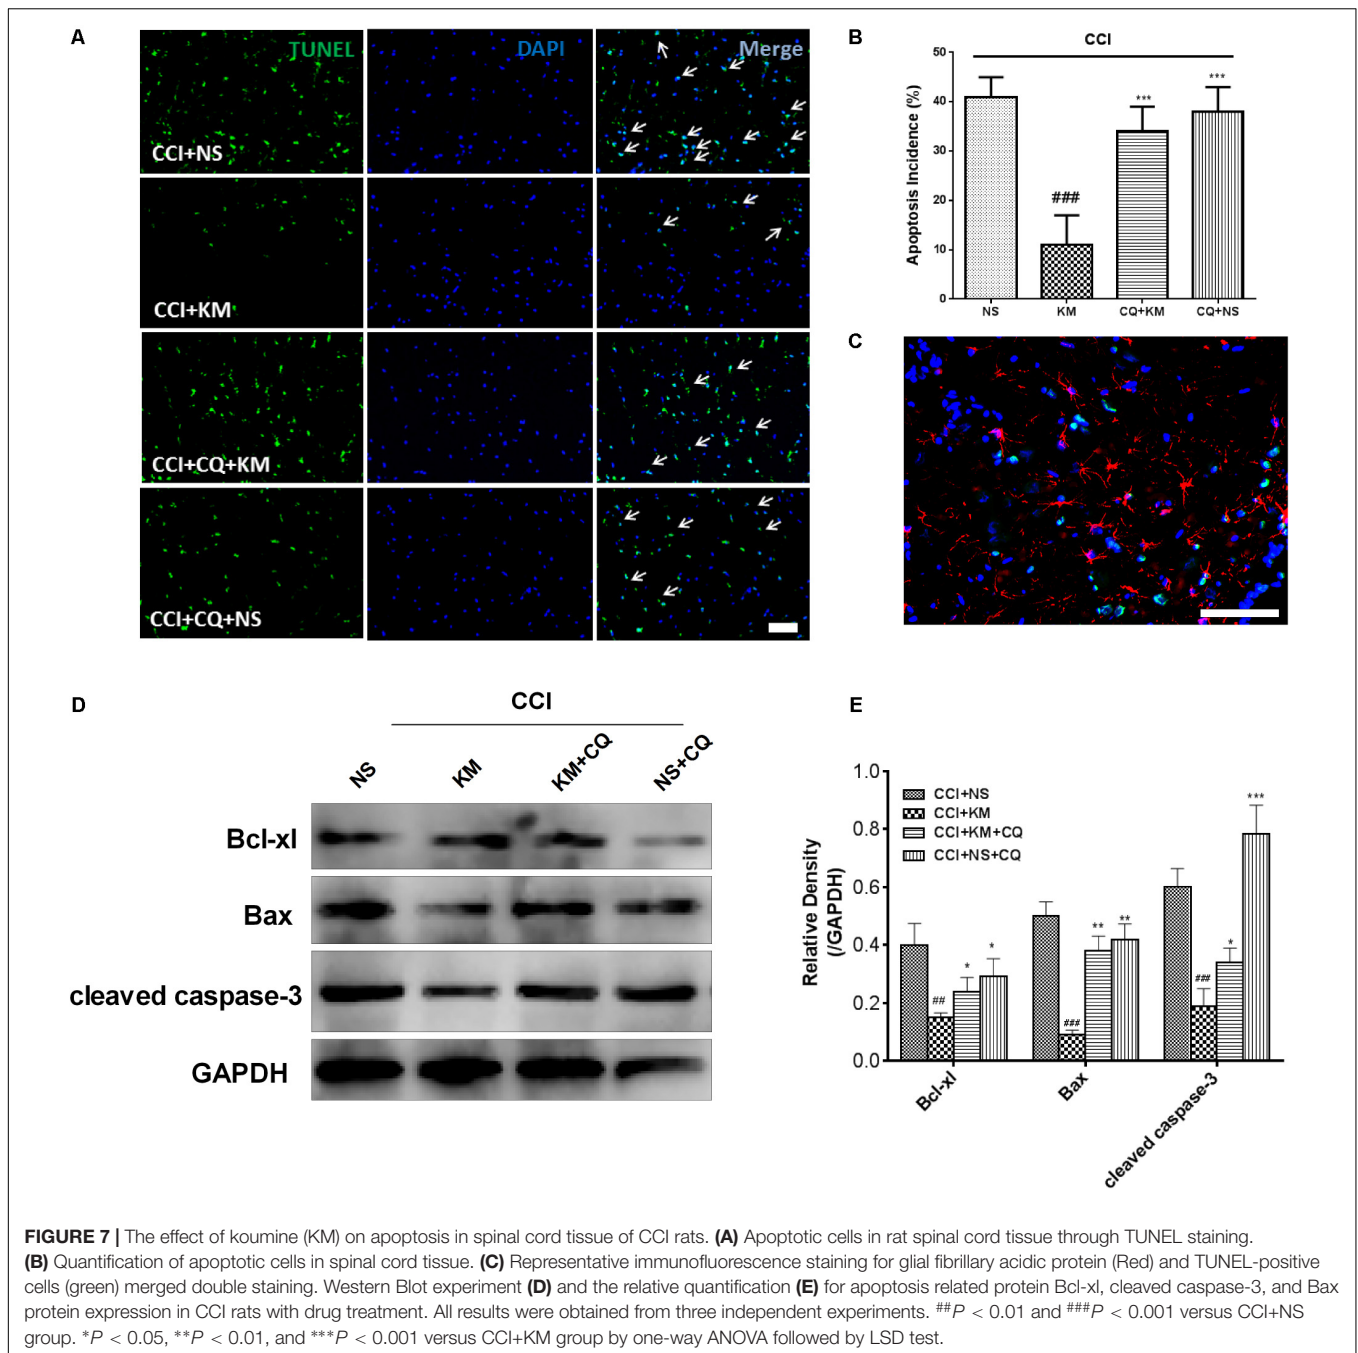 A
TUNEL
DAPI
Merge
CCI+NS
CCI+KM
CCI+CQ+KM
CCI+CQ+NS
B
CCI
Apoptosis Incidence (%)
50
40
30
20
10
0
###
***
***
NS
KM
CQ+KM
CQ+NS
C
D
CCI
NS
KM
KM+CQ
NS+CQ
Bcl-xl
Bax
cleaved caspase-3
GAPDH
E
Relative Density
(/GAPDH)
1.0
0.8
0.6
0.4
0.2
0.0
CCI+NS
CCI+KM
CCI+KM+CQ
CCI+NS+CQ
##
*
*
###
**
**
###
*
***
Bcl-xl
Bax
cleaved caspase-3
FIGURE 7 | The effect of koumine (KM) on apoptosis in spinal cord tissue of CCI rats. (A) Apoptotic cells in rat spinal cord tissue through TUNEL staining.
(B) Quantification of apoptotic cells in spinal cord tissue. (C) Representative immunofluorescence staining for glial fibrillary acidic protein (Red) and TUNEL-positive
cells (green) merged double staining. Western Blot experiment (D) and the relative quantification (E) for apoptosis related protein Bcl-xl, cleaved caspase-3, and Bax
protein expression in CCI rats with drug treatment. All results were obtained from three independent experiments. ##P < 0.01 and ###P < 0.001 versus CCI+NS
group. *P < 0.05, **P < 0.01, and ***P < 0.001 versus CCI+KM group by one-way ANOVA followed by LSD test.